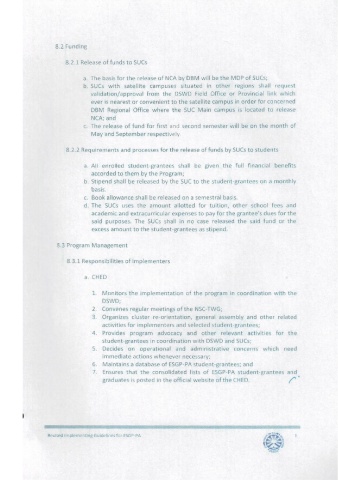 8.2 Funding
8.2.1 Release of funds to SUCs
a. The basis for the release of NCA by DBM will be the MDP of SUCs;
b. SUCs with satellite campuses situated in other regions shall request
validation/approval from the DSWD Field Office or Provincial link which
ever is nearest or convenient to the satellite campus in order for concerned
DBM Regional Office where the SUC Main campus is located to release
NCA; and
c. The release of fund for first and second semester will be on the month of
May and September respectively
8.2.2 Requirements and processes for the release of funds by SUCs to students
a. All enrolled student-grantees shall be given the full financial benefits
accorded to them by the Program;
b. Stipend shall be released by the SUC to the student-grantees on a monthly
basis.
c. Book allowance shall be released on a semestral basis.
d. The SUCs uses the amount allotted for tuition, other school fees and
academic and extracurricular expenses to pay for the grantee's dues for the
said purposes. The SUCs shall in no case released the said fund or the
excess amount to the student-grantees as stipend.
8.3 Program Management
8.3.1 Responsibilities of implementers
a. CHED
1. Monitors the implementation of the program in coordination with the
DSWD;
2. Convenes regular meetings of the NSC-TWG;
3. Organizes cluster re-orientation, general assembly and other related
activities for implementers and selected student-grantees;
4. Provides program advocacy and other relevant activities for the
student-grantees in coordination with DSWD and SUCs;
5. Decides on operational and administrative concerns which need
immediate actions whenever necessary;
6. Maintains a database of ESGP-PA student-grantees; and
7. Ensures that the consolidated lists of ESGP-PA student-grantees and
graduates is posted in the official website of the CHED.
Revised Implementing Guidelines for ESGP-PA